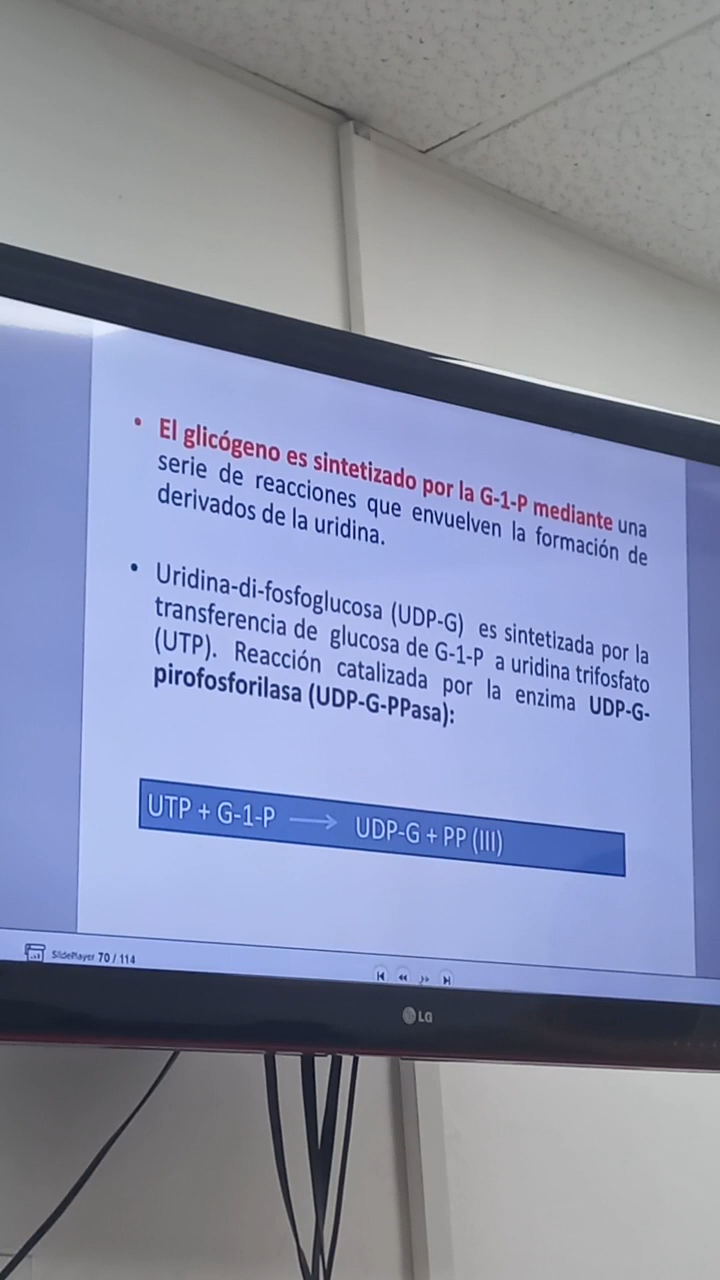 • El glicógeno es sintetizado por la G-1-P mediante una
serie de reacciones que envuelven la formación de
derivados de la uridina.
• Uridina-di-fosfoglucosa (UDP-G) es sintetizada por la
transferencia de glucosa de G-1-P a uridina trifosfato
(UTP). Reacción catalizada por la enzima UDP-G-
pirofosforilasa (UDP-G-PPasa):
UTP + G-1-P → UDP-G + PP (III)
SlidePlayer 70 / 114
LG